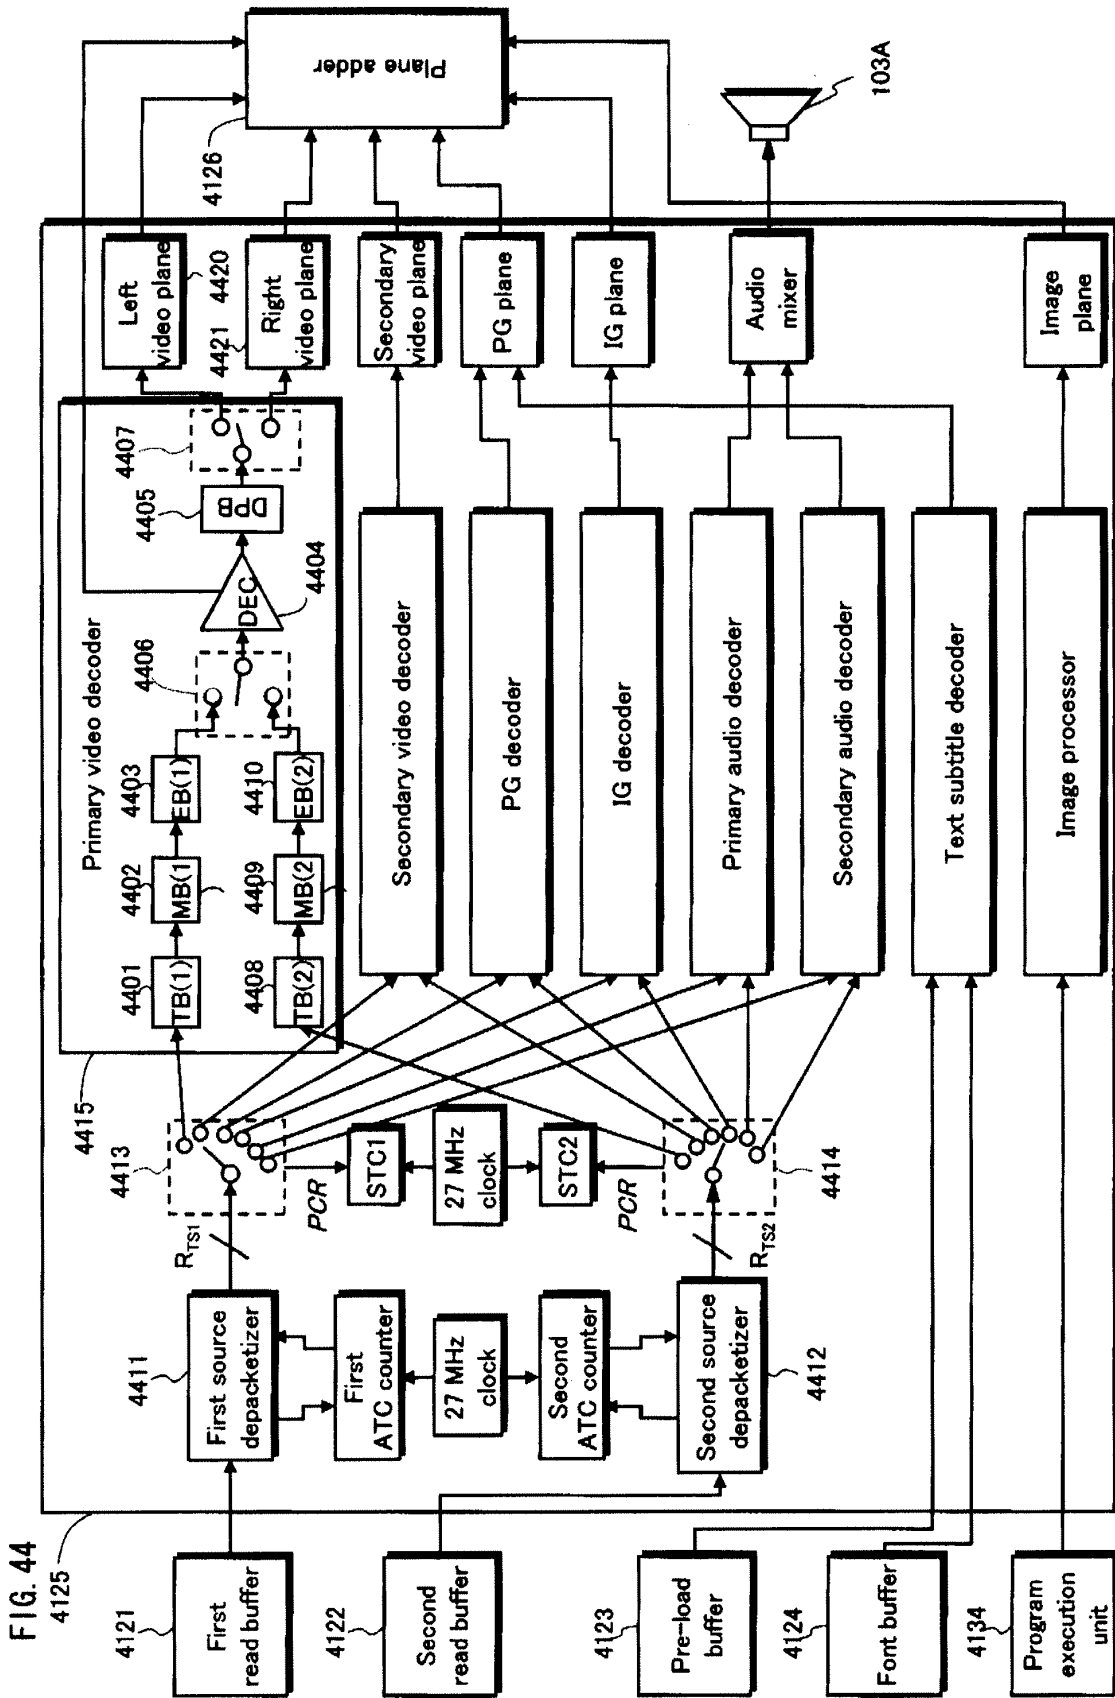 FIG. 44
4125
4121
First
read buffer
4122
Second
read buffer
4123
Pre-load
buffer
4124
Font buffer
4134
Program
execution
unit
4411
First source
depacketizer
First
ATC counter
27 MHz
clock
Second
ATC counter
Second source
depacketizer
4412
RTS1
RTS2
4413
PCR
STC1
27 MHz
clock
STC2
PCR
4414
4415
Primary video decoder
4401
TB(1)
4402
MB(1
4403
EB(1)
4408
TB(2)
4409
MB(2
4410
EB(2)
4406
DEC
4404
4405
DPB
4407
Secondary video decoder
PG decoder
IG decoder
Primary audio decoder
Secondary audio decoder
Text subtitle decoder
Image processor
Left
video plane
4420
4421
Right
video plane
Secondary
video plane
PG plane
IG plane
Audio
mixer
Image
plane
4126
Plane adder
103A